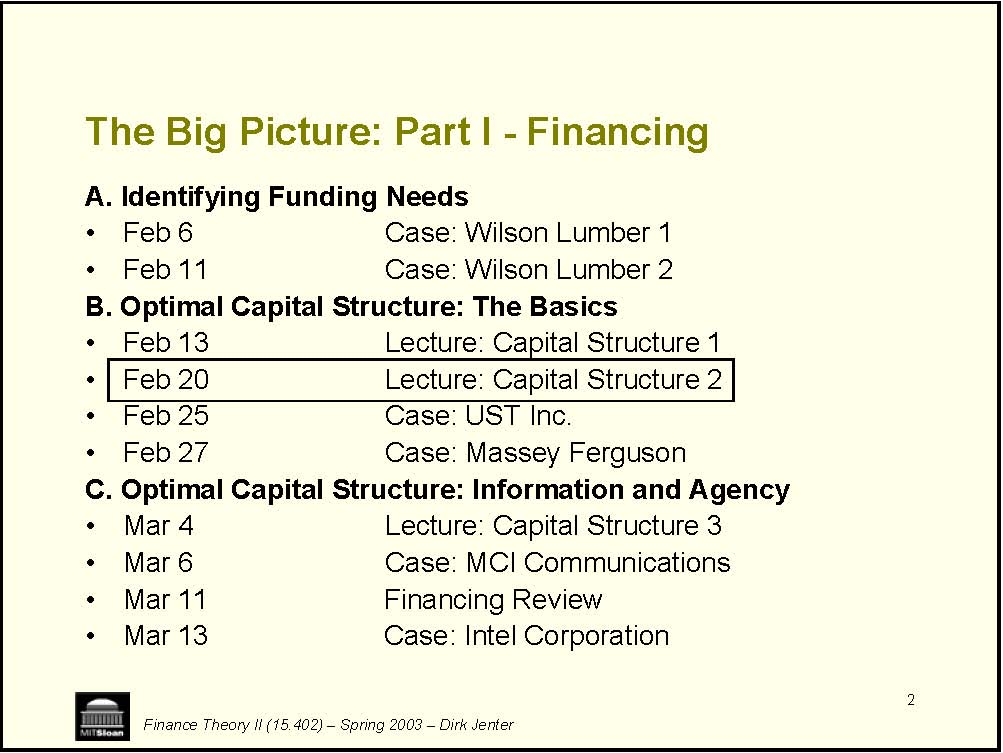 The Big Picture: Part I - Financing
A. Identifying Funding Needs
• Feb 6 Case: Wilson Lumber 1
• Feb 11 Case: Wilson Lumber 2
B. Optimal Capital Structure: The Basics
• Feb 13 Lecture: Capital Structure 1
• Feb 20 Lecture: Capital Structure 2
• Feb 25 Case: UST Inc.
• Feb 27 Case: Massey Ferguson
C. Optimal Capital Structure: Information and Agency
• Mar 4 Lecture: Capital Structure 3
• Mar 6 Case: MCI Communications
• Mar 11 Financing Review
• Mar 13 Case: Intel Corporation
2
MITSloan
Finance Theory II (15.402) – Spring 2003 – Dirk Jenter